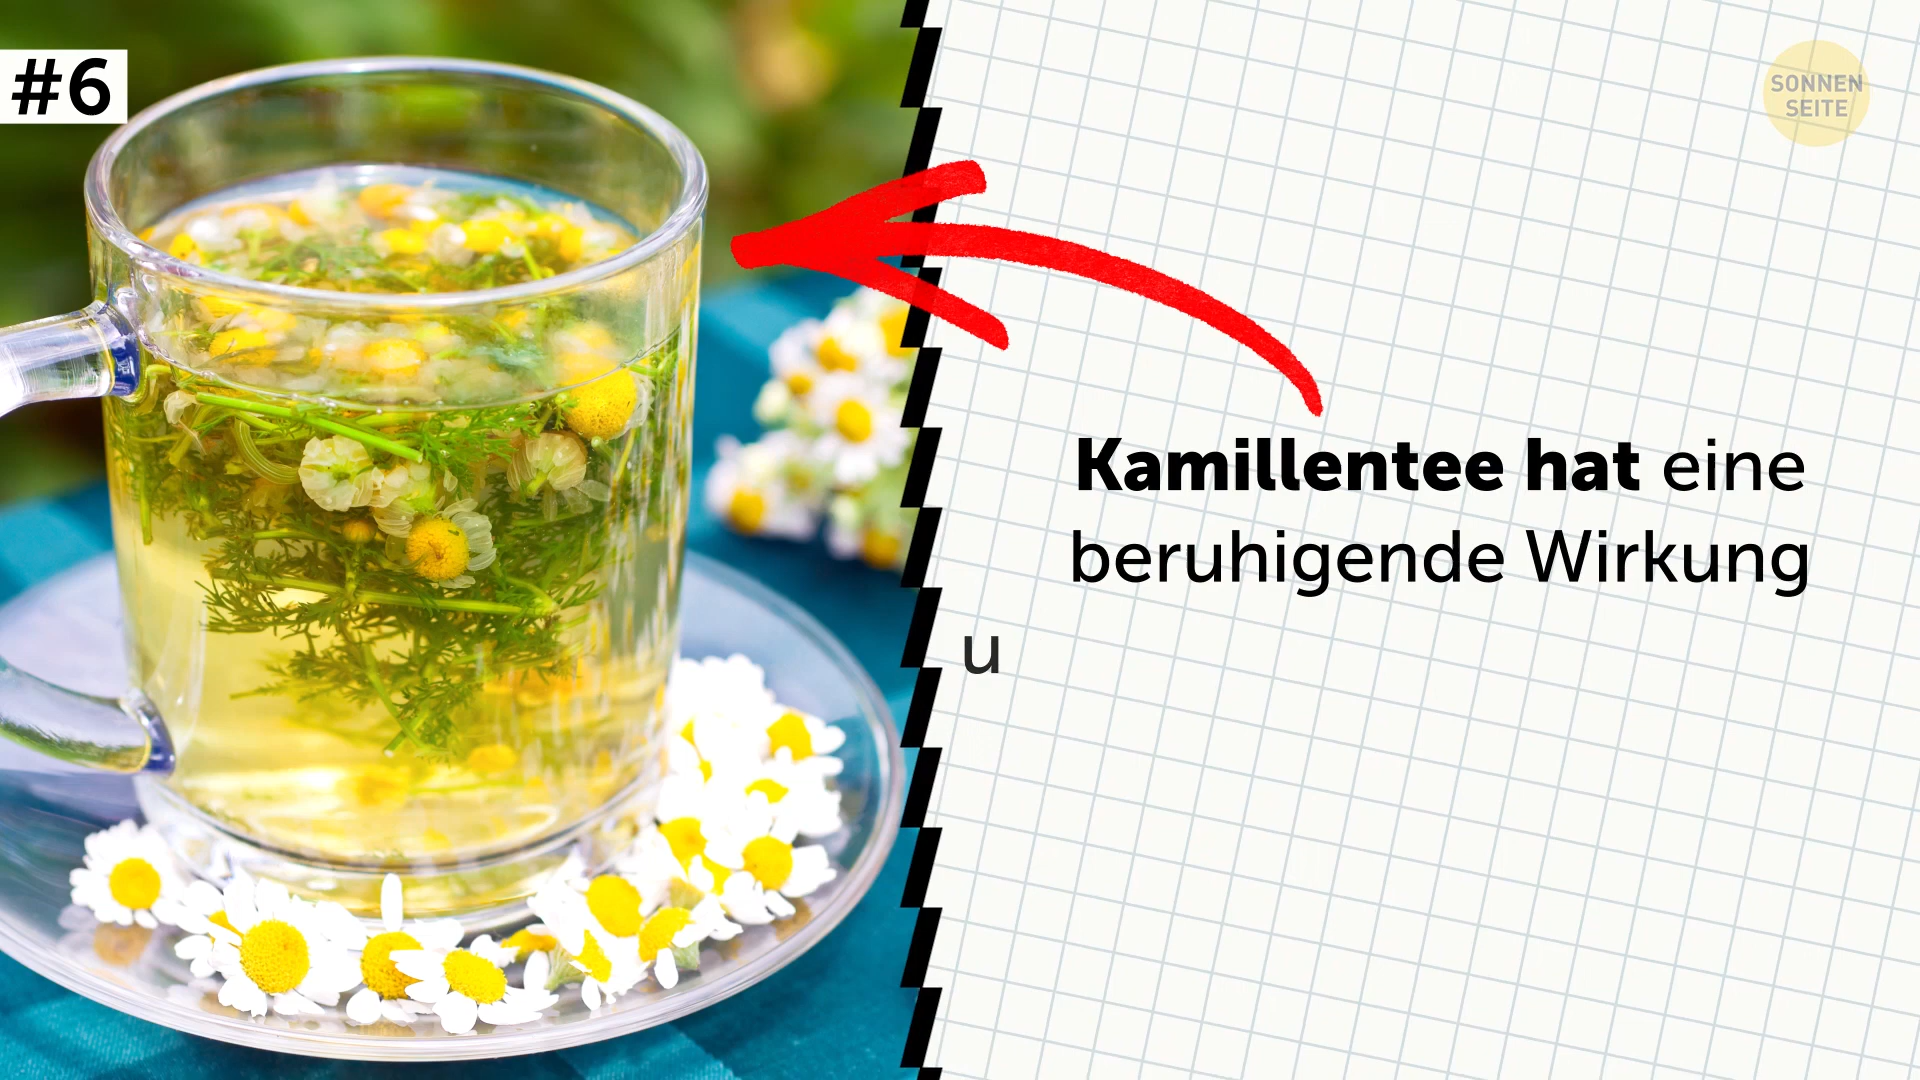 #6
SONNEN
SEITE
Kamillentee hat eine
beruhigende Wirkung
u